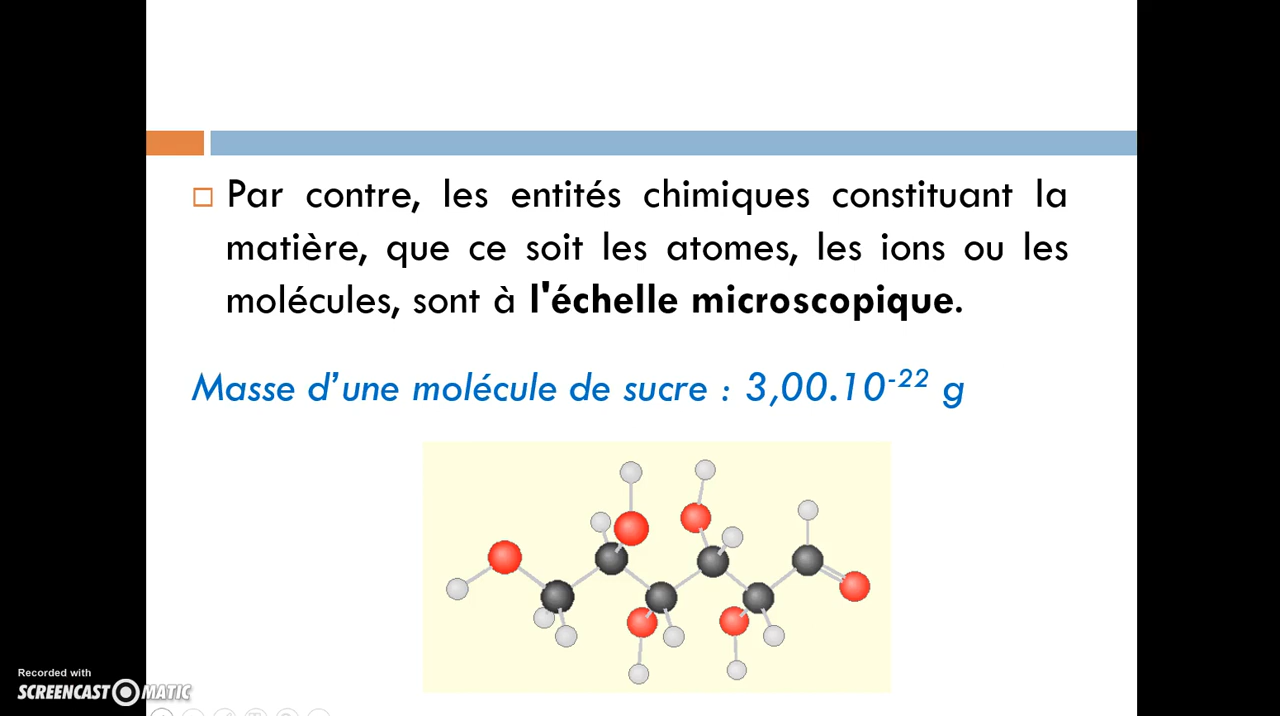 Par contre, les entités chimiques constituant la
matière, que ce soit les atomes, les ions ou les
molécules, sont à l'échelle microscopique.
Masse d’une molécule de sucre : 3,00.10⁻²² g
Recorded with
SCREENCAST MATIC